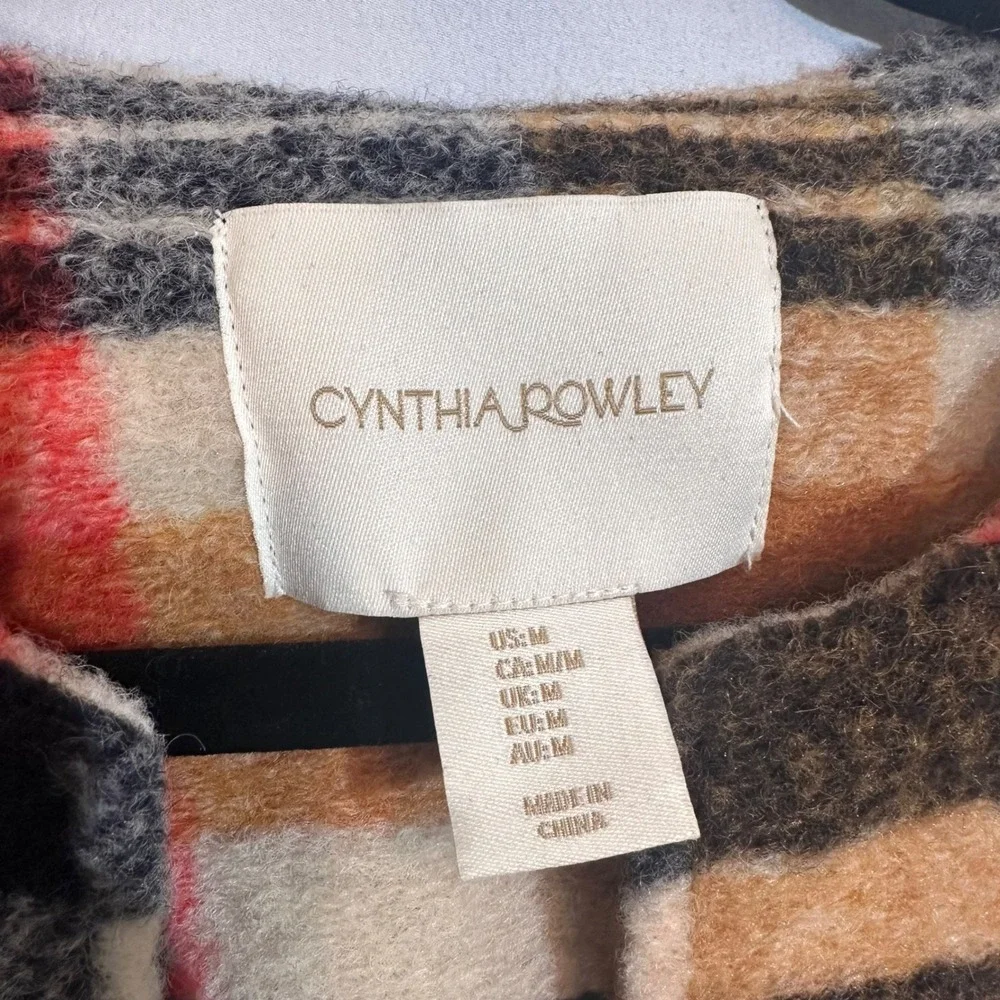 CYNTHIA ROWLEY
US: M
CA: M/M
UK: M
EU: M
AU: M
MADE IN
CHINA